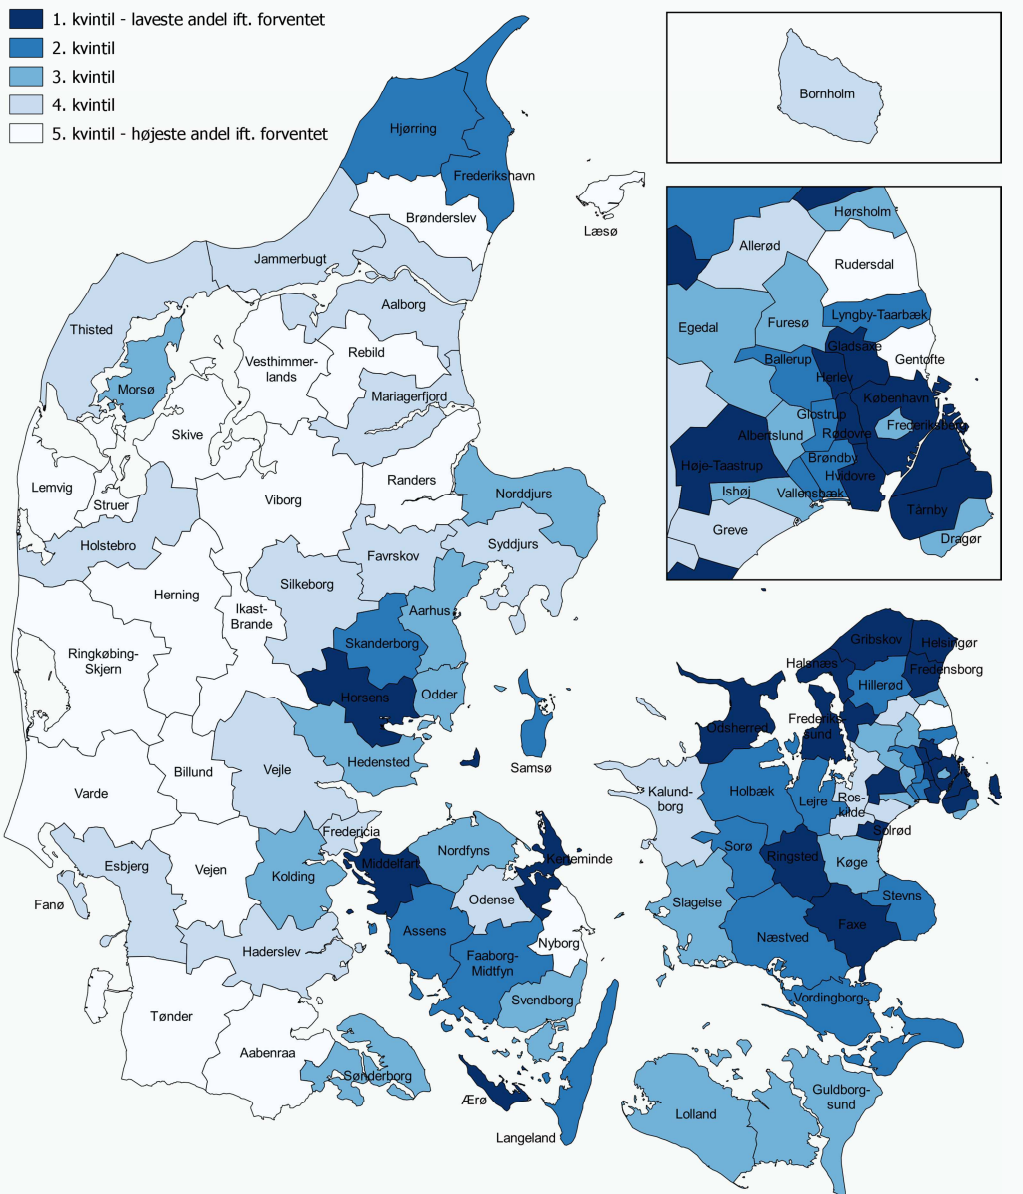 1. kvintil - laveste andel ift. forventet
2. kvintil
3. kvintil
4. kvintil
5. kvintil - højeste andel ift. forventet
Bornholm
Hjørring
Frederikshavn
Brønderslev
Læsø
Jammerbugt
Aalborg
Thisted
Vesthimmer-
lands
Rebild
Morsø
Mariagerfjord
Skive
Lemvig
Struer
Viborg
Randers
Norddjurs
Holstebro
Favrskov
Syddjurs
Silkeborg
Herning
Ikast-
Brande
Aarhus
Skanderborg
Ringkøbing-
Skjern
Horsens
Odder
Hedensted
Samsø
Billund
Vejle
Varde
Fredericia
Esbjerg
Vejen
Kolding
Middelfart
Nordfyns
Kerteminde
Fanø
Odense
Assens
Nyborg
Haderslev
Faaborg-
Midtfyn
Svendborg
Tønder
Aabenraa
Sønderborg
Ærø
Langeland
Hørsholm
Allerød
Rudersdal
Egedal
Furesø
Lyngby-Taarbæk
Gladsaxe
Ballerup
Gentofte
Herlev
København
Glostrup
Frederiksberg
Albertslund
Rødovre
Brøndby
Høje-Taastrup
Hvidovre
Ishøj
Vallensbæk
Tårnby
Greve
Dragør
Gribskov
Helsingør
Halsnæs
Fredensborg
Hillerød
Odsherred
Frederiks-
sund
Kalund-
borg
Holbæk
Lejre
Ros-
kilde
Solrød
Sorø
Ringsted
Køge
Slagelse
Stevns
Faxe
Næstved
Vordingborg
Guldborg-
sund
Lolland